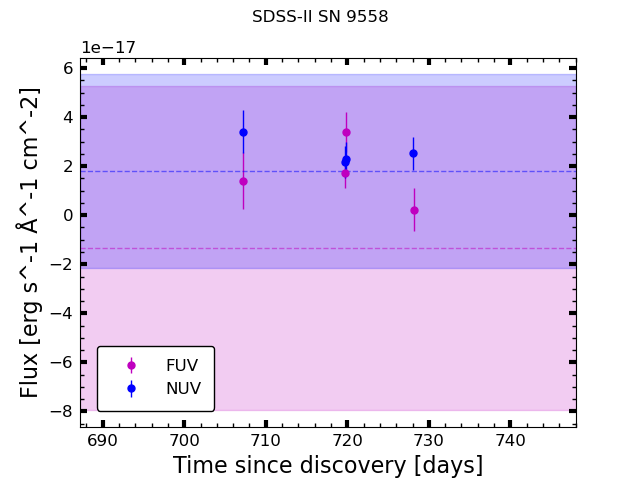 SDSS-II SN 9558
1e−17
6
4
2
0
−2
−4
−6
−8
Flux [erg s^-1 Å^-1 cm^-2]
FUV
NUV
690 700 710 720 730 740
Time since discovery [days]